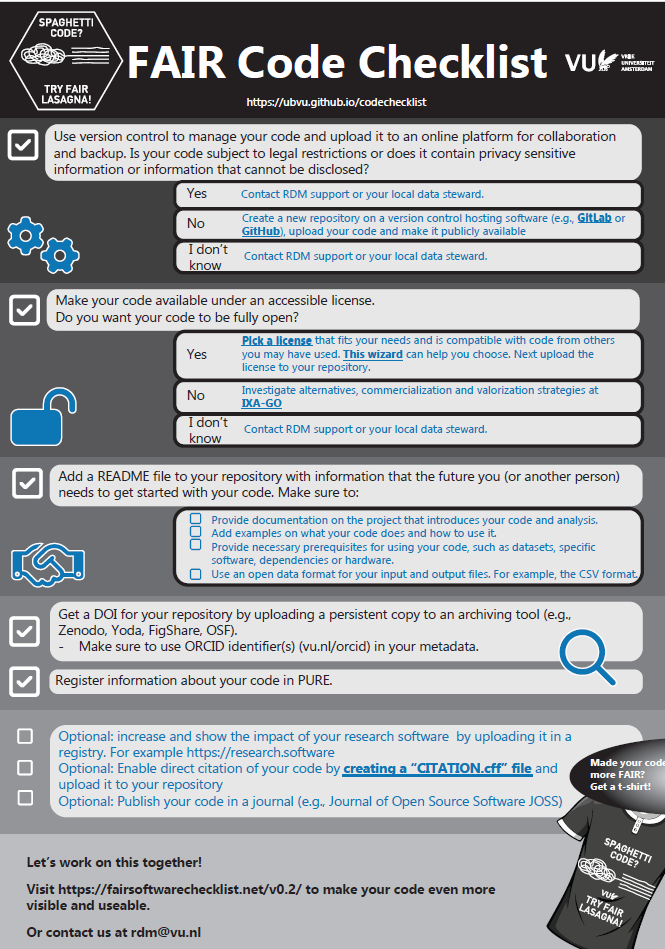 SPAGHETTI
CODE?
TRY FAIR
LASAGNA!
FAIR Code Checklist
VU
VRIJE
UNIVERSITEIT
AMSTERDAM
https://ubvu.github.io/codechecklist
Use version control to manage your code and upload it to an online platform for collaboration
and backup. Is your code subject to legal restrictions or does it contain privacy sensitive
information or information that cannot be disclosed?
Yes Contact RDM support or your local data steward.
No Create a new repository on a version control hosting software (e.g., GitLab or
GitHub), upload your code and make it publicly available
I don't
know Contact RDM support or your local data steward.
Make your code available under an accessible license.
Do you want your code to be fully open?
Yes Pick a license that fits your needs and is compatible with code from others
you may have used. This wizard can help you choose. Next upload the
license to your repository.
No Investigate alternatives, commercialization and valorization strategies at
IXA-GO
I don't
know Contact RDM support or your local data steward.
Add a README file to your repository with information that the future you (or another person)
needs to get started with your code. Make sure to:
Provide documentation on the project that introduces your code and analysis.
Add examples on what your code does and how to use it.
Provide necessary prerequisites for using your code, such as datasets, specific
software, dependencies or hardware.
Use an open data format for your input and output files. For example, the CSV format.
Get a DOI for your repository by uploading a persistent copy to an archiving tool (e.g.,
Zenodo, Yoda, FigShare, OSF).
- Make sure to use ORCID identifier(s) (vu.nl/orcid) in your metadata.
Register information about your code in PURE.
Optional: increase and show the impact of your research software by uploading it in a
registry. For example https://research.software
Optional: Enable direct citation of your code by creating a “CITATION.cff” file and
upload it to your repository
Optional: Publish your code in a journal (e.g., Journal of Open Source Software JOSS)
Made your code
more FAIR?
Get a t-shirt!
SPAGHETTI
CODE?
VU
TRY FAIR
LASAGNA!
Let's work on this together!
Visit https://fairsoftwarechecklist.net/v0.2/ to make your code even more
visible and useable.
Or contact us at rdm@vu.nl